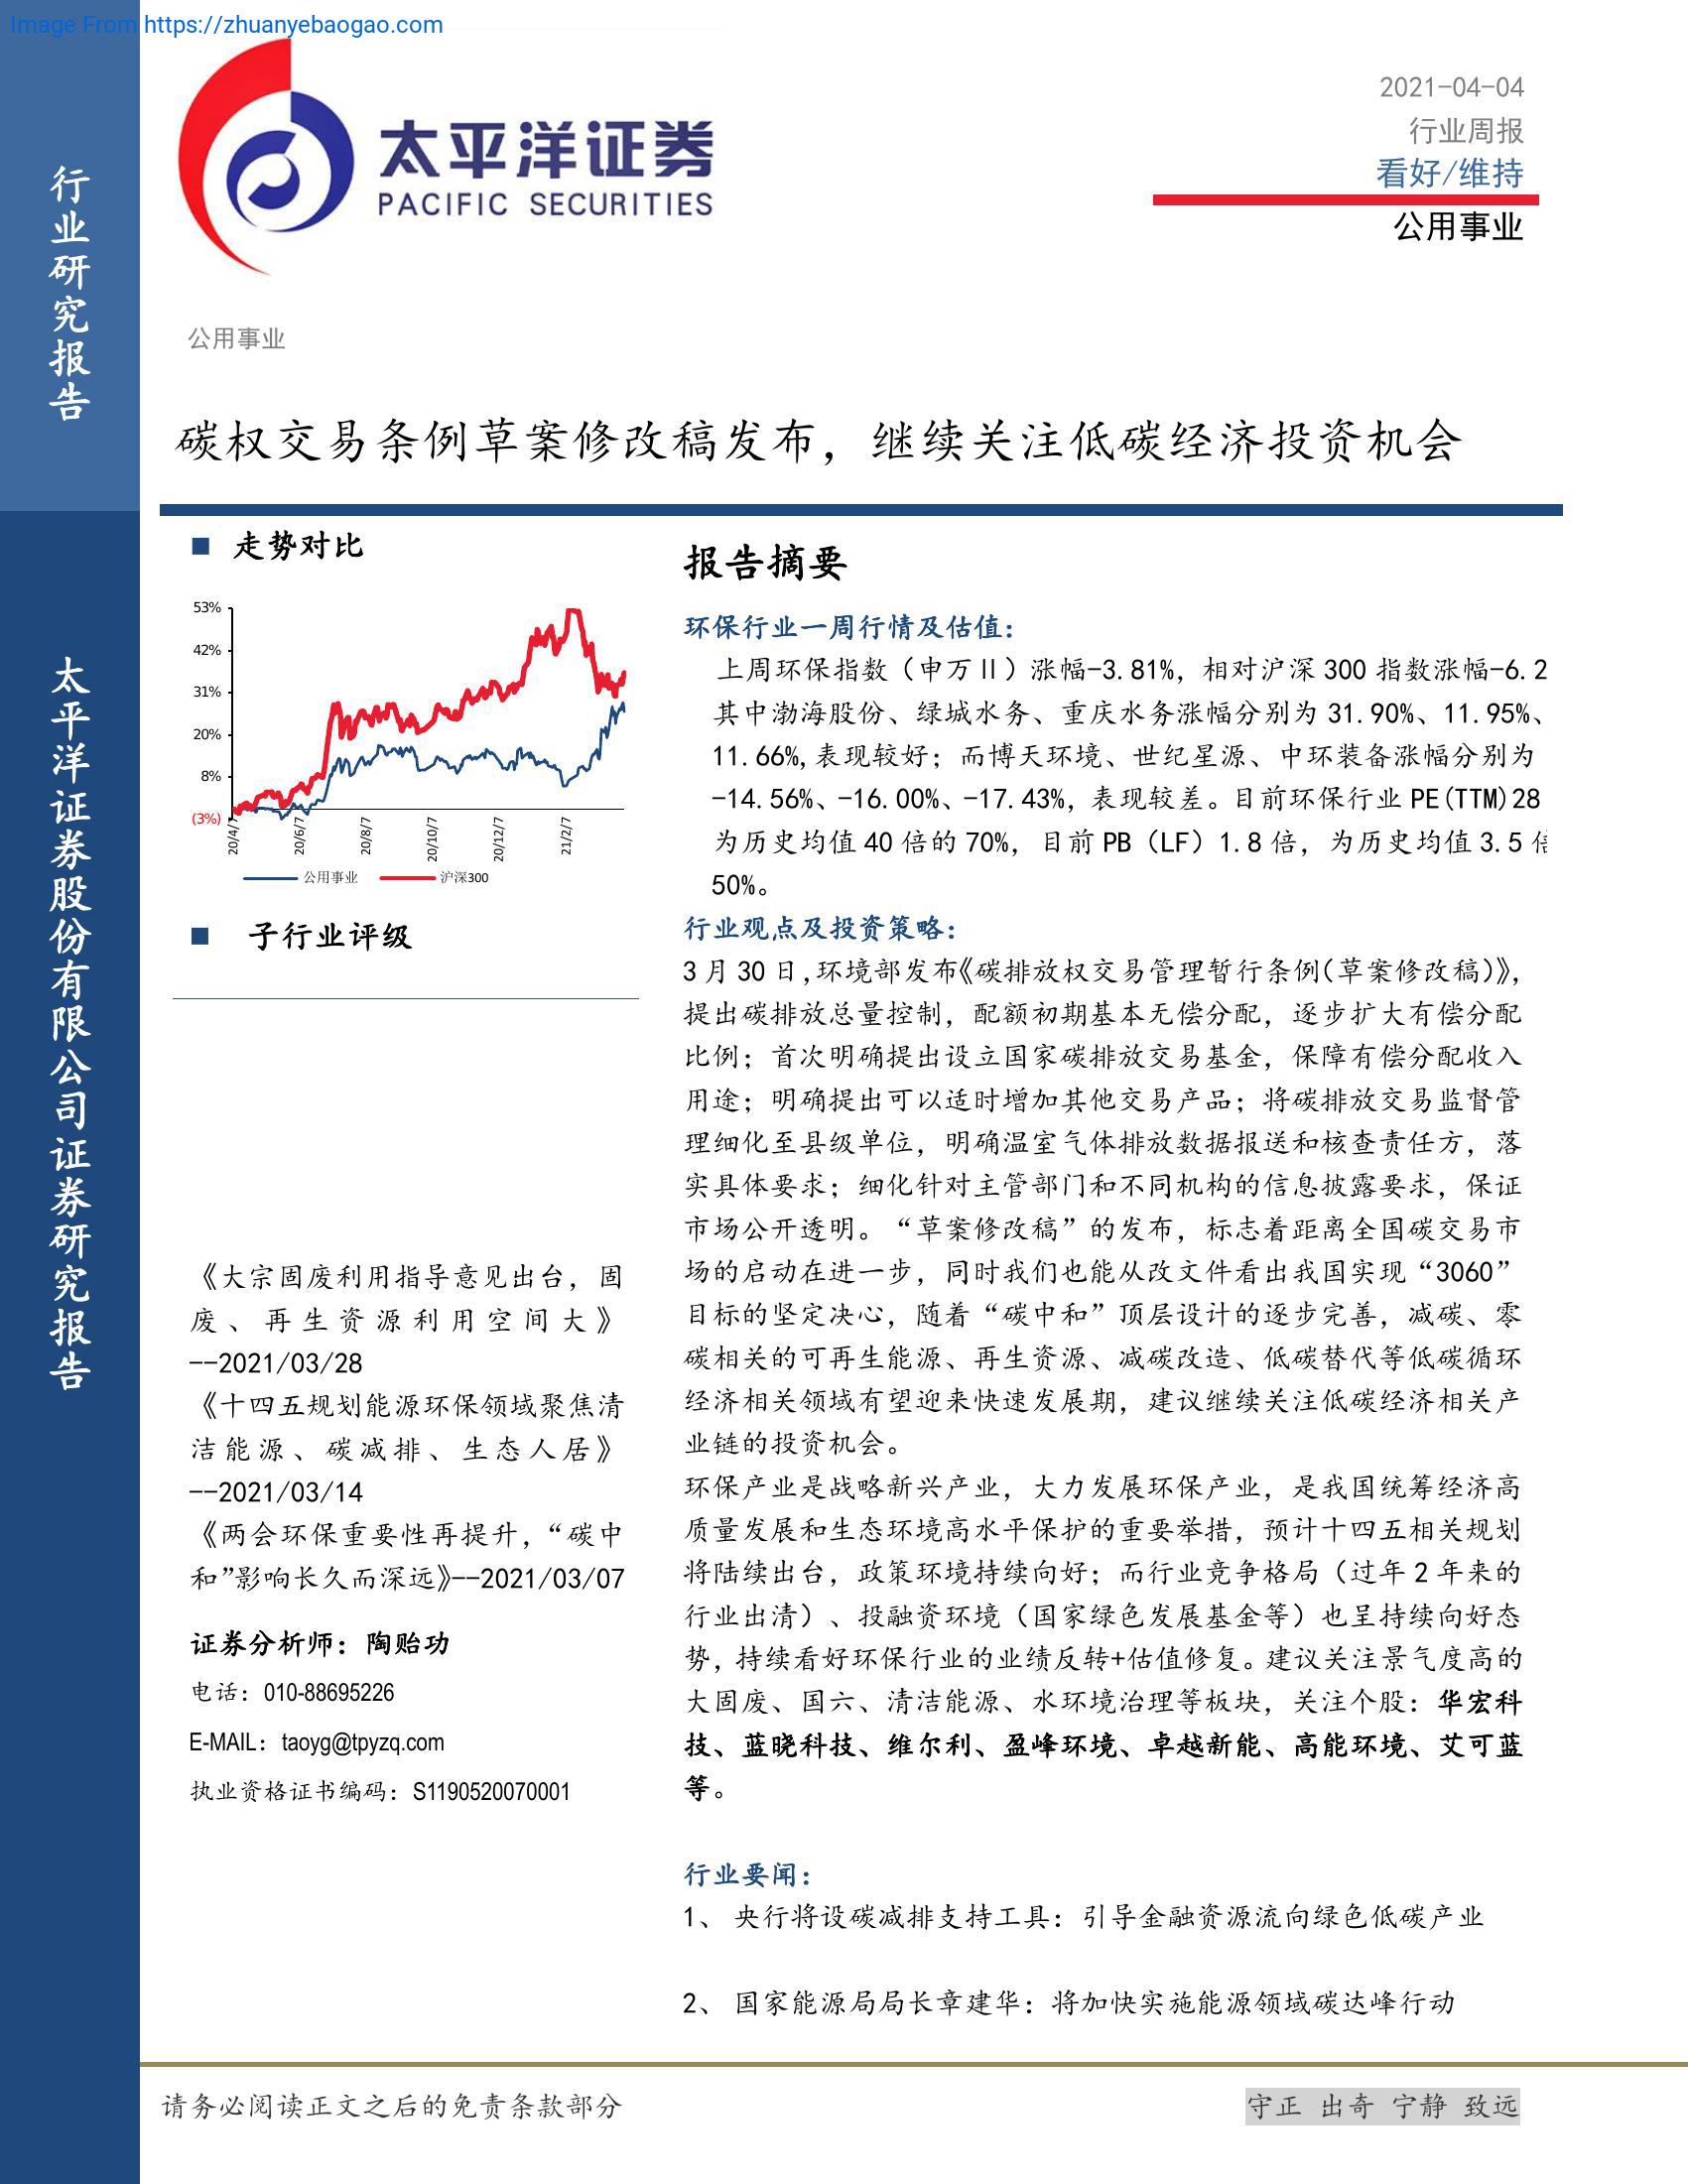 Image From https://zhuanyebaogao.com
行业研究报告
太平洋证券股份有限公司证券研究报告
太平洋证券
PACIFIC SECURITIES
2021-04-04
行业周报
看好/维持
公用事业
公用事业
碳权交易条例草案修改稿发布，继续关注低碳经济投资机会
走势对比
53%
42%
31%
20%
8%
(3%)
20/4/7
20/6/7
20/8/7
20/10/7
20/12/7
21/2/7
公用事业
沪深300
子行业评级
《大宗固废利用指导意见出台，固
废、再生资源利用空间大》
--2021/03/28
《十四五规划能源环保领域聚焦清
洁能源、碳减排、生态人居》
--2021/03/14
《两会环保重要性再提升，“碳中
和”影响长久而深远》--2021/03/07
证券分析师：陶贻功
电话：010-88695226
E-MAIL：taoyg@tpyzq.com
执业资格证书编码：S1190520070001
报告摘要
环保行业一周行情及估值：
上周环保指数（申万Ⅱ）涨幅-3.81%，相对沪深 300 指数涨幅-6.2
其中渤海股份、绿城水务、重庆水务涨幅分别为 31.90%、11.95%、
11.66%,表现较好；而博天环境、世纪星源、中环装备涨幅分别为
-14.56%、-16.00%、-17.43%，表现较差。目前环保行业 PE(TTM)28
为历史均值 40 倍的 70%，目前 PB（LF）1.8 倍，为历史均值 3.5 倍
50%。
行业观点及投资策略：
3 月 30 日,环境部发布《碳排放权交易管理暂行条例(草案修改稿)》，
提出碳排放总量控制，配额初期基本无偿分配，逐步扩大有偿分配
比例；首次明确提出设立国家碳排放交易基金，保障有偿分配收入
用途；明确提出可以适时增加其他交易产品；将碳排放交易监督管
理细化至县级单位，明确温室气体排放数据报送和核查责任方，落
实具体要求；细化针对主管部门和不同机构的信息披露要求，保证
市场公开透明。“草案修改稿”的发布，标志着距离全国碳交易市
场的启动在进一步，同时我们也能从改文件看出我国实现“3060”
目标的坚定决心，随着“碳中和”顶层设计的逐步完善，减碳、零
碳相关的可再生能源、再生资源、减碳改造、低碳替代等低碳循环
经济相关领域有望迎来快速发展期，建议继续关注低碳经济相关产
业链的投资机会。
环保产业是战略新兴产业，大力发展环保产业，是我国统筹经济高
质量发展和生态环境高水平保护的重要举措，预计十四五相关规划
将陆续出台，政策环境持续向好；而行业竞争格局（过年 2 年来的
行业出清）、投融资环境（国家绿色发展基金等）也呈持续向好态
势，持续看好环保行业的业绩反转+估值修复。建议关注景气度高的
大固废、国六、清洁能源、水环境治理等板块，关注个股：华宏科
技、蓝晓科技、维尔利、盈峰环境、卓越新能、高能环境、艾可蓝
等。
行业要闻：
1、 央行将设碳减排支持工具：引导金融资源流向绿色低碳产业
2、 国家能源局局长章建华：将加快实施能源领域碳达峰行动
请务必阅读正文之后的免责条款部分
守正 出奇 宁静 致远